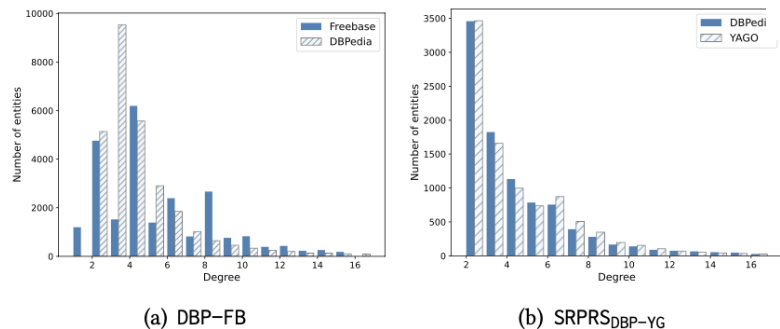 10000
8000
6000
4000
2000
0
Number of entities
2 4 6 8 10 12 14 16
Degree
Freebase
DBPedia
(a) DBP-FB
3500
3000
2500
2000
1500
1000
500
0
Number of entities
2 4 6 8 10 12 14 16
Degree
DBPedi
YAGO
(b) SRPRS_DBP-YG